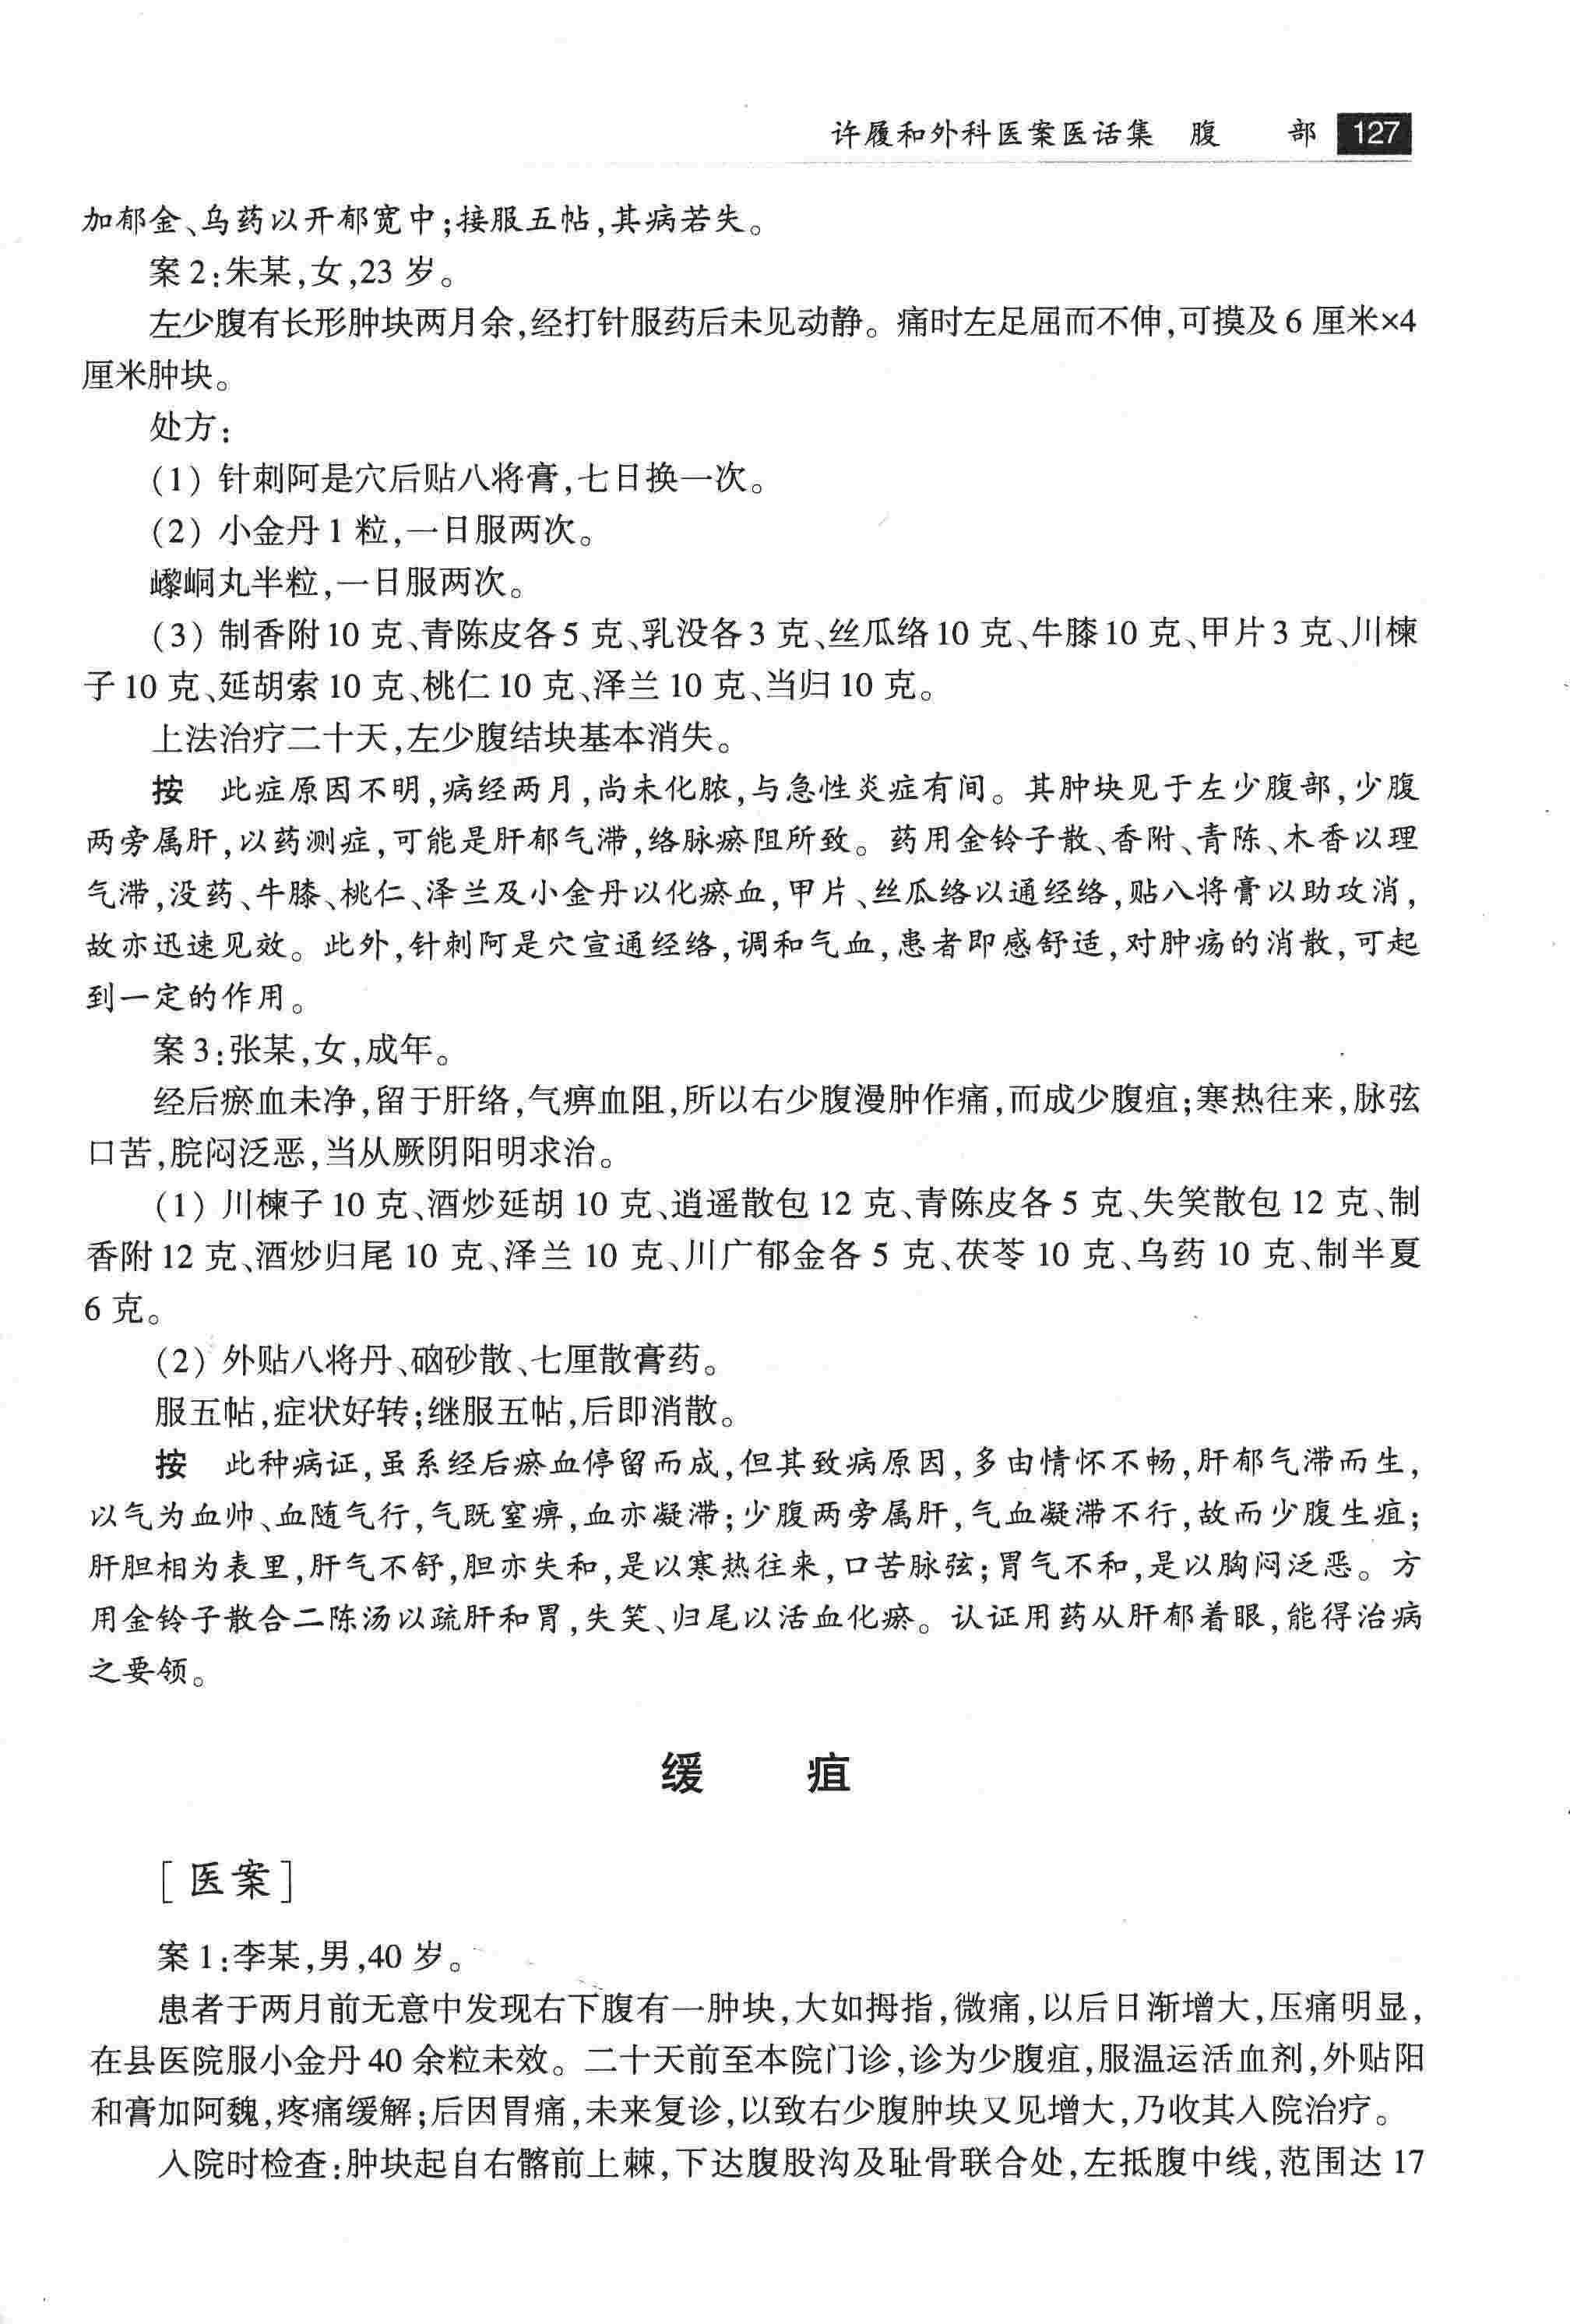 许履和外科医案医话集 腹 部 127
加郁金、乌药以开郁宽中;接服五帖,其病若失。
案2:朱某,女,23岁。
左少腹有长形肿块两月余,经打针服药后未见动静。痛时左足屈而不伸,可摸及6厘米×4
厘米肿块。
处方:
(1) 针刺阿是穴后贴八将膏,七日换一次。
(2) 小金丹1粒,一日服两次。
嚟峒丸半粒,一日服两次。
(3) 制香附10克、青陈皮各5克、乳没各3克、丝瓜络10克、牛膝10克、甲片3克、川楝
子10克、延胡索10克、桃仁10克、泽兰10克、当归10克。
上法治疗二十天,左少腹结块基本消失。
按 此症原因不明,病经两月,尚未化脓,与急性炎症有间。其肿块见于左少腹部,少腹
两旁属肝,以药测症,可能是肝郁气滞,络脉瘀阻所致。药用金铃子散、香附、青陈、木香以理
气滞,没药、牛膝、桃仁、泽兰及小金丹以化瘀血,甲片、丝瓜络以通经络,贴八将膏以助攻消,
故亦迅速见效。此外,针刺阿是穴宣通经络,调和气血,患者即感舒适,对肿疡的消散,可起
到一定的作用。
案3:张某,女,成年。
经后瘀血未净,留于肝络,气痹血阻,所以右少腹漫肿作痛,而成少腹疽;寒热往来,脉弦
口苦,脘闷泛恶,当从厥阴阳明求治。
(1) 川楝子10克、酒炒延胡10克、逍遥散包12克、青陈皮各5克、失笑散包12克、制
香附12克、酒炒归尾10克、泽兰10克、川广郁金各5克、茯苓10克、乌药10克、制半夏
6克。
(2) 外贴八将丹、硇砂散、七厘散膏药。
服五帖,症状好转;继服五帖,后即消散。
按 此种病证,虽系经后瘀血停留而成,但其致病原因,多由情怀不畅,肝郁气滞而生,
以气为血帅、血随气行,气既窒痹,血亦凝滞;少腹两旁属肝,气血凝滞不行,故而少腹生疽;
肝胆相为表里,肝气不舒,胆亦失和,是以寒热往来,口苦脉弦;胃气不和,是以胸闷泛恶。方
用金铃子散合二陈汤以疏肝和胃,失笑、归尾以活血化瘀。认证用药从肝郁着眼,能得治病
之要领。
缓 疽
[医案]
案1:李某,男,40岁。
患者于两月前无意中发现右下腹有一肿块,大如拇指,微痛,以后日渐增大,压痛明显,
在县医院服小金丹40余粒未效。二十天前至本院门诊,诊为少腹疽,服温运活血剂,外贴阳
和膏加阿魏,疼痛缓解;后因胃痛,未来复诊,以致右少腹肿块又见增大,乃收其入院治疗。
入院时检查:肿块起自右髂前上棘,下达腹股沟及耻骨联合处,左抵腹中线,范围达17